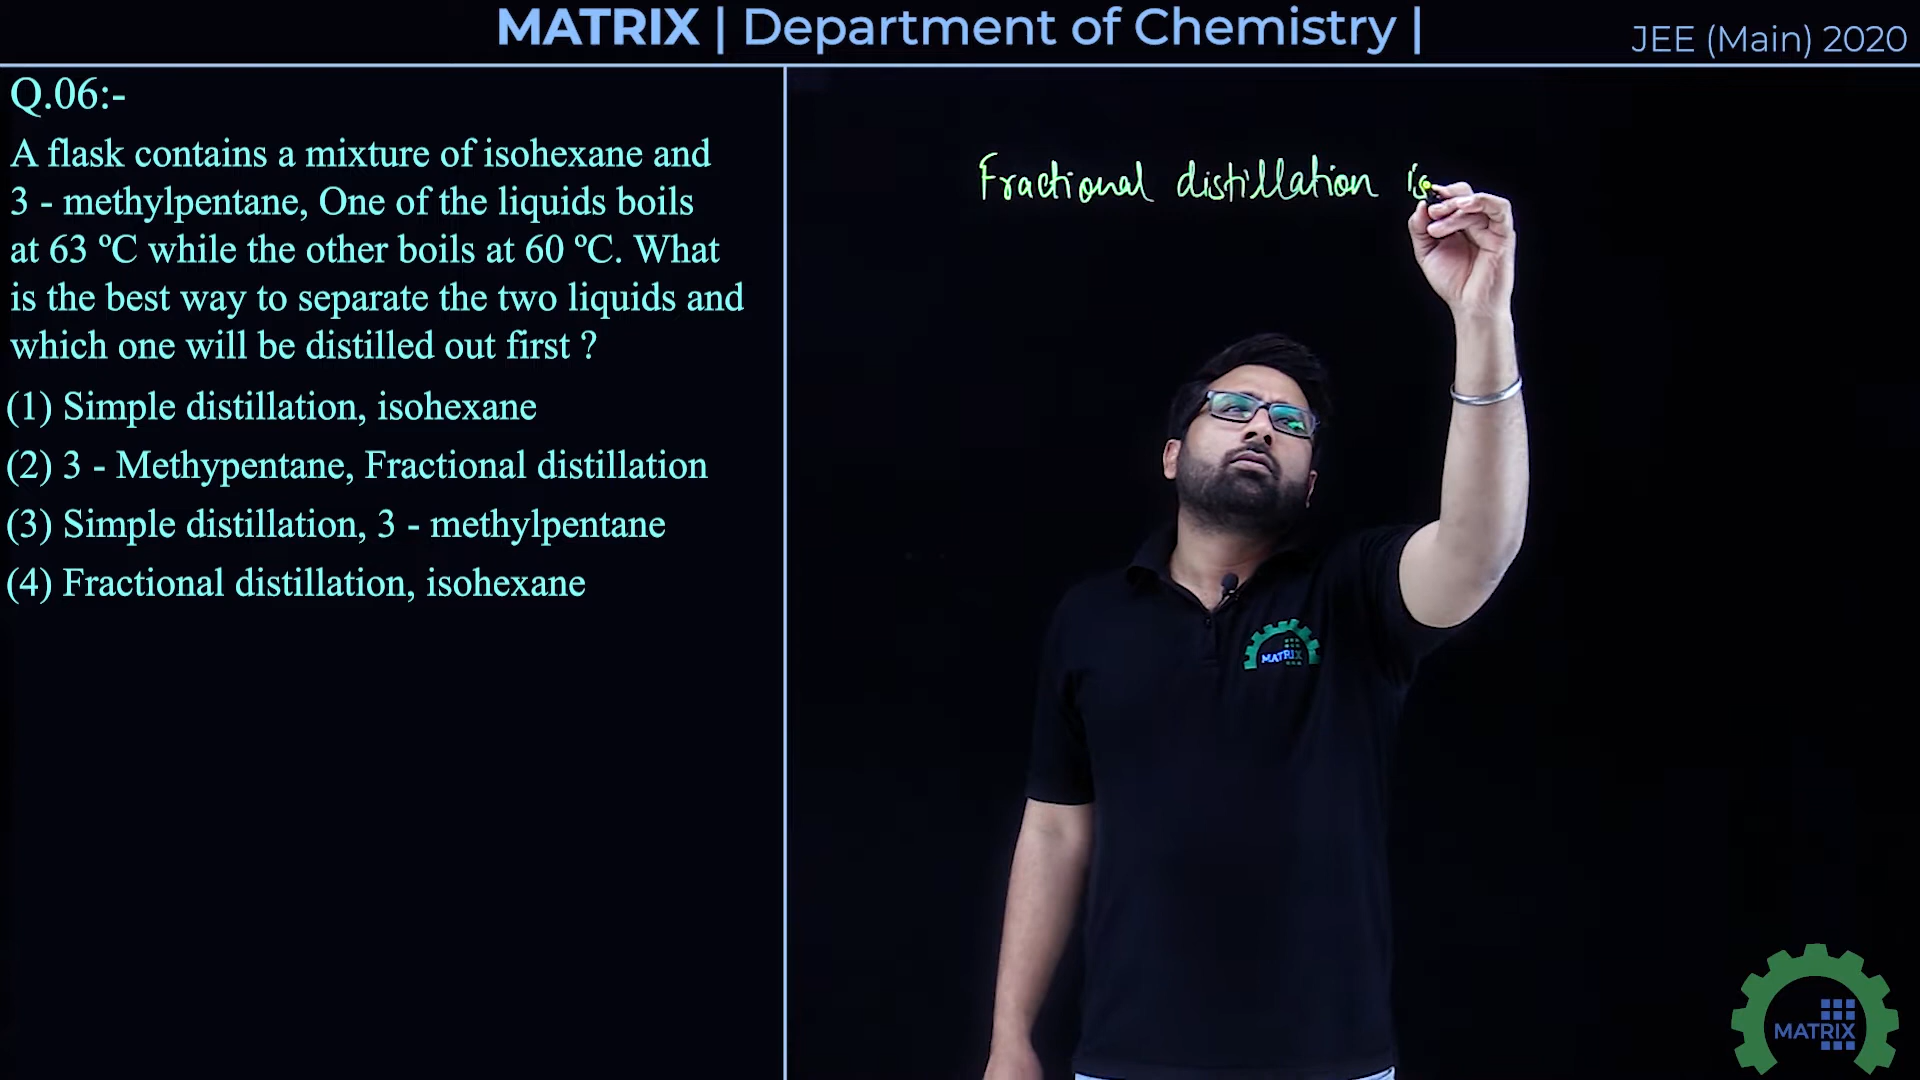 MATRIX | Department of Chemistry |
JEE (Main) 2020
Q.06:-
A flask contains a mixture of isohexane and
3 - methylpentane, One of the liquids boils
at 63 ºC while the other boils at 60 ºC. What
is the best way to separate the two liquids and
which one will be distilled out first ?
(1) Simple distillation, isohexane
(2) 3 - Methypentane, Fractional distillation
(3) Simple distillation, 3 - methylpentane
(4) Fractional distillation, isohexane
Fractional distillation is
MATRIX
MATRIX